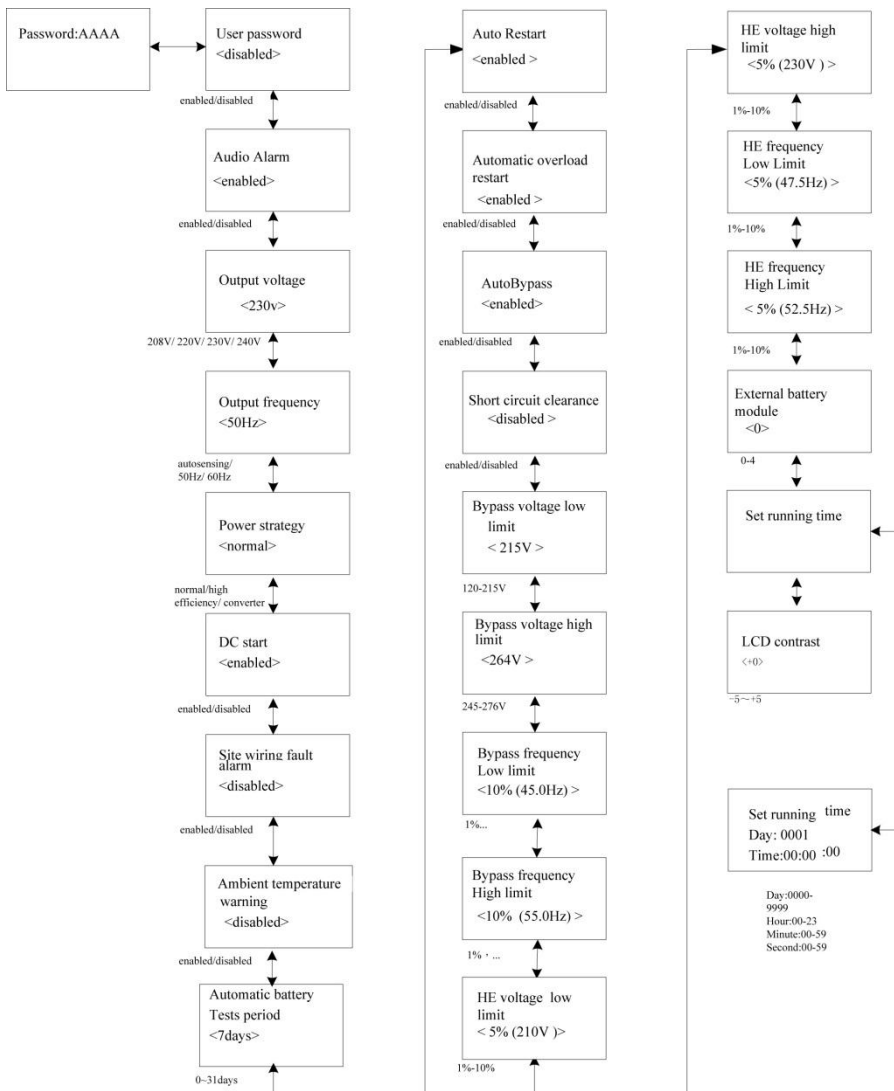 Password:AAAA
User password
<disabled>
enabled/disabled
Audio Alarm
<enabled>
enabled/disabled
Output voltage
<230v>
208V/ 220V/ 230V/ 240V
Output frequency
<50Hz>
autosensing/
50Hz/ 60Hz
Power strategy
<normal>
normal/high
efficiency/ converter
DC start
<enabled>
enabled/disabled
Site wiring fault
alarm
<disabled>
enabled/disabled
Ambient temperature
warning
<disabled>
enabled/disabled
Automatic battery
Tests period
<7days>
0~31days
Auto Restart
<enabled >
enabled/disabled
Automatic overload
restart
<enabled >
enabled/disabled
AutoBypass
<enabled>
enabled/disabled
Short circuit clearance
<disabled >
enabled/disabled
Bypass voltage low
limit
< 215V >
120-215V
Bypass voltage high
limit
<264V >
245-276V
Bypass frequency
Low limit
<10% (45.0Hz) >
1%...
Bypass frequency
High limit
<10% (55.0Hz) >
1% , ...
HE voltage low
limit
< 5% (210V )>
1%-10%
HE voltage high
limit
<5% (230V ) >
1%-10%
HE frequency
Low Limit
<5% (47.5Hz) >
1%-10%
HE frequency
High Limit
< 5% (52.5Hz) >
1%-10%
External battery
module
<0>
0-4
Set running time
LCD contrast
<+0>
-5~+5
Set running time
Day: 0001
Time:00:00 :00
Day:0000-
9999
Hour:00-23
Minute:00-59
Second:00-59